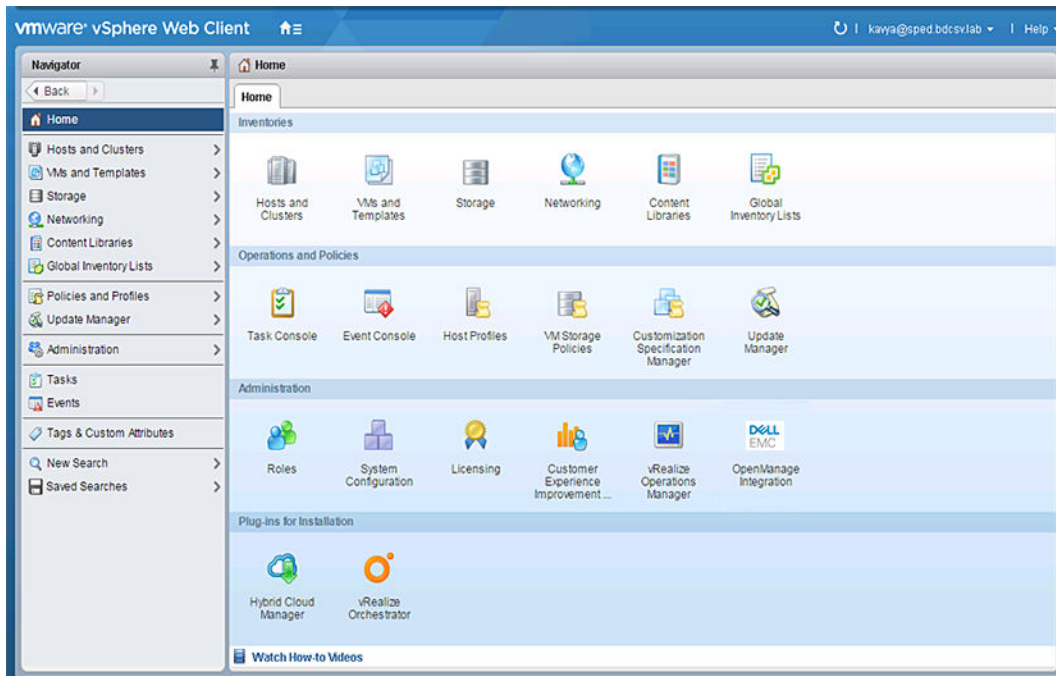 vmware® vSphere Web Client
kavya@sped.bdcsv.lab
Help
Navigator
Back
Home
Hosts and Clusters
VMs and Templates
Storage
Networking
Content Libraries
Global Inventory Lists
Policies and Profiles
Update Manager
Administration
Tasks
Events
Tags & Custom Attributes
New Search
Saved Searches
Home
Home
Inventories
Hosts and
Clusters
VMs and
Templates
Storage
Networking
Content
Libraries
Global
Inventory Lists
Operations and Policies
Task Console
Event Console
Host Profiles
VM Storage
Policies
Customization
Specification
Manager
Update
Manager
Administration
Roles
System
Configuration
Licensing
Customer
Experience
Improvement ...
vRealize
Operations
Manager
DELL
EMC
OpenManage
Integration
Plug-ins for Installation
Hybrid Cloud
Manager
vRealize
Orchestrator
Watch How-to Videos